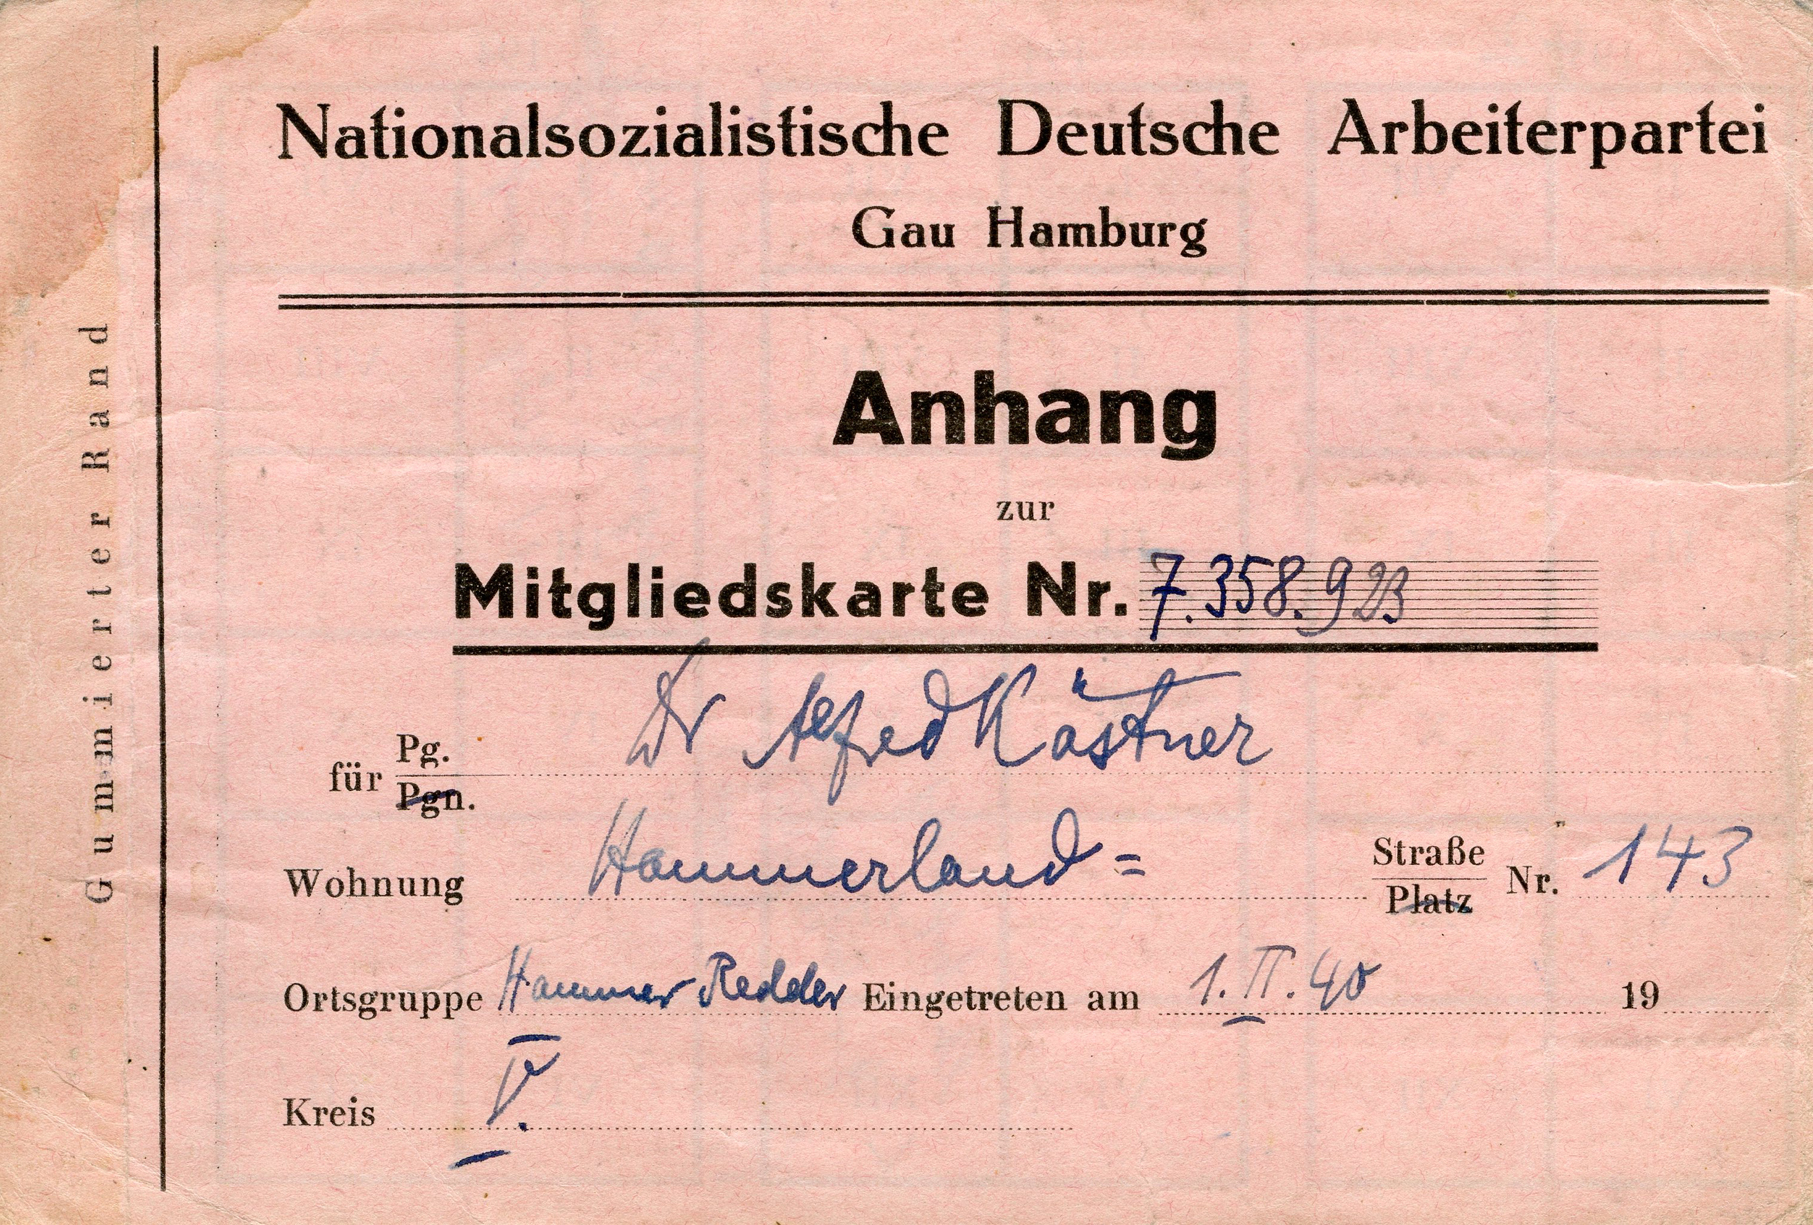 Nationalsozialistische Deutsche Arbeiterpartei
Gau Hamburg
Anhang
zur
Mitgliedskarte Nr. 7.358.923
für Pg. Dr Alfred Kästner
Pgn.
Wohnung Hammerland= Straße Nr. 143
Platz
Ortsgruppe Hammer Redder Eingetreten am 1.II.40 19
Kreis V.
Gummierter Rand